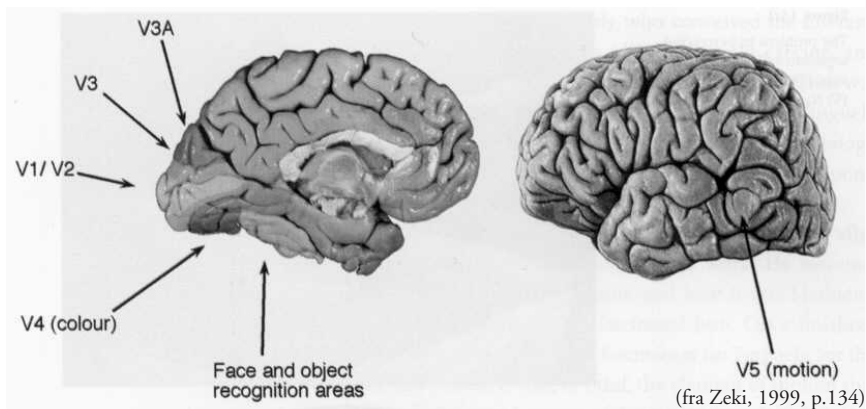 V3A
V3
V1/ V2
V4 (colour)
Face and object
recognition areas
V5 (motion)
(fra Zeki, 1999, p.134)